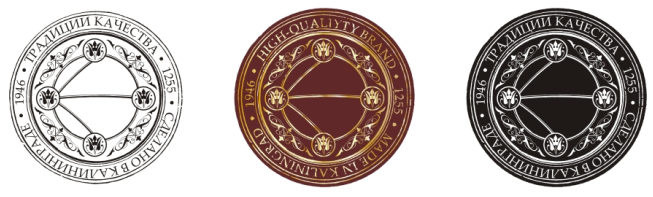 ТРАДИЦИИ КАЧЕСТВА
1946 • 1255
СДЕЛАНО В КАЛИНИНГРАДЕ
HIGH-QUALIYTY BRAND
1946 • 1255
MADE IN KALININGRAD
ТРАДИЦИИ КАЧЕСТВА
1946 • 1255
СДЕЛАНО В КАЛИНИНГРАДЕ